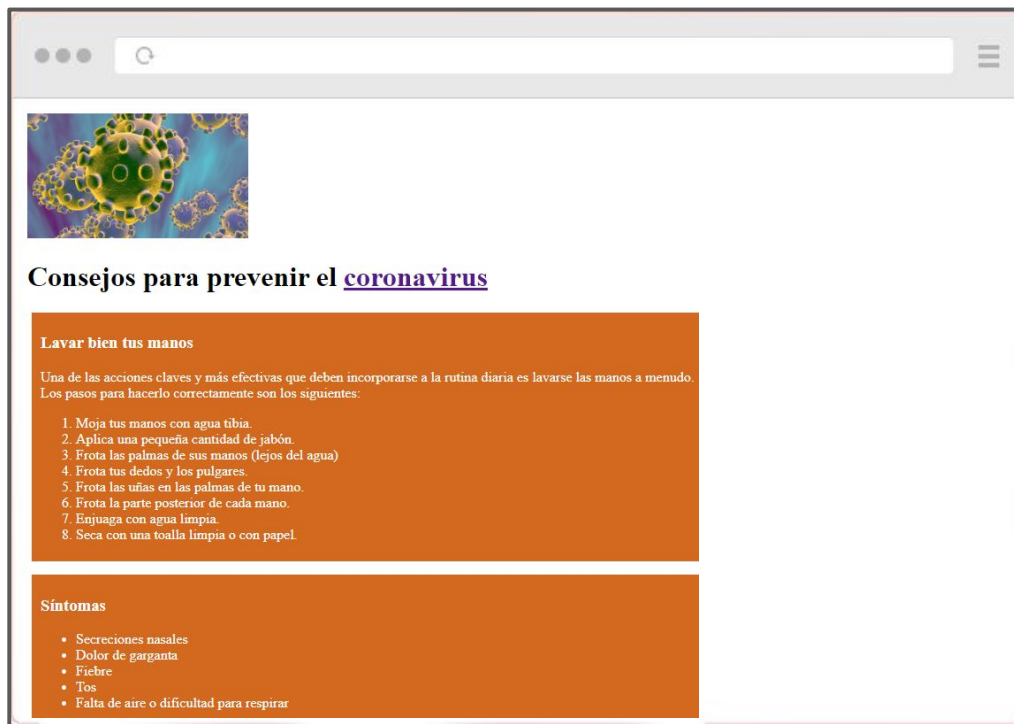 Consejos para prevenir el coronavirus
Lavar bien tus manos
Una de las acciones claves y más efectivas que deben incorporarse a la rutina diaria es lavarse las manos a menudo.
Los pasos para hacerlo correctamente son los siguientes:
1. Moja tus manos con agua tibia.
2. Aplica una pequeña cantidad de jabón.
3. Frota las palmas de sus manos (lejos del agua)
4. Frota tus dedos y los pulgares.
5. Frota las uñas en las palmas de tu mano.
6. Frota la parte posterior de cada mano.
7. Enjuaga con agua limpia.
8. Seca con una toalla limpia o con papel.
Síntomas
• Secreciones nasales
• Dolor de garganta
• Fiebre
• Tos
• Falta de aire o dificultad para respirar